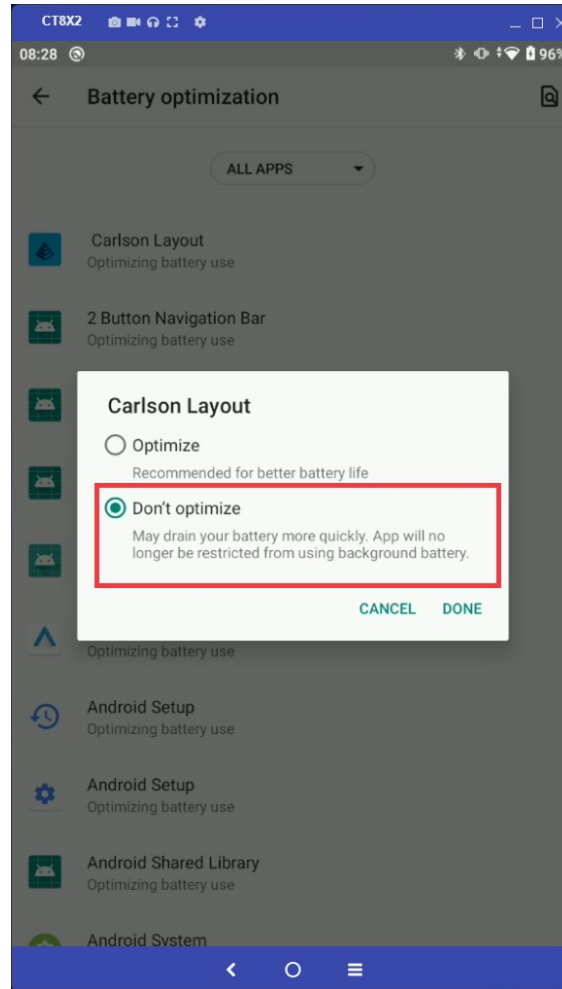 CT8X2
08:28
96%
Battery optimization
ALL APPS
Carlson Layout
Optimizing battery use
2 Button Navigation Bar
Optimizing battery use
Carlson Layout
Optimize
Recommended for better battery life
Don't optimize
May drain your battery more quickly. App will no
longer be restricted from using background battery.
CANCEL DONE
Optimizing battery use
Android Setup
Optimizing battery use
Android Setup
Optimizing battery use
Android Shared Library
Optimizing battery use
Android System